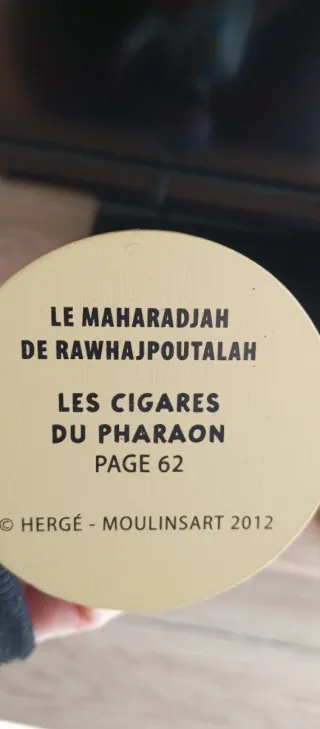 LE MAHARADJAH
DE RAWHAJPOUTALAH
LES CIGARES
DU PHARAON
PAGE 62
© HERGÉ - MOULINSART 2012